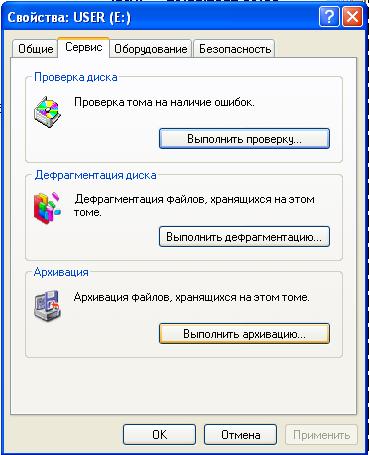 Свойства: USER (E:)
Общие Сервис Оборудование Безопасность
Проверка диска
Проверка тома на наличие ошибок.
Выполнить проверку...
Дефрагментация диска
Дефрагментация файлов, хранящихся на этом
томе.
Выполнить дефрагментацию...
Архивация
Архивация файлов, хранящихся на этом томе.
Выполнить архивацию...
OK Отмена Применить